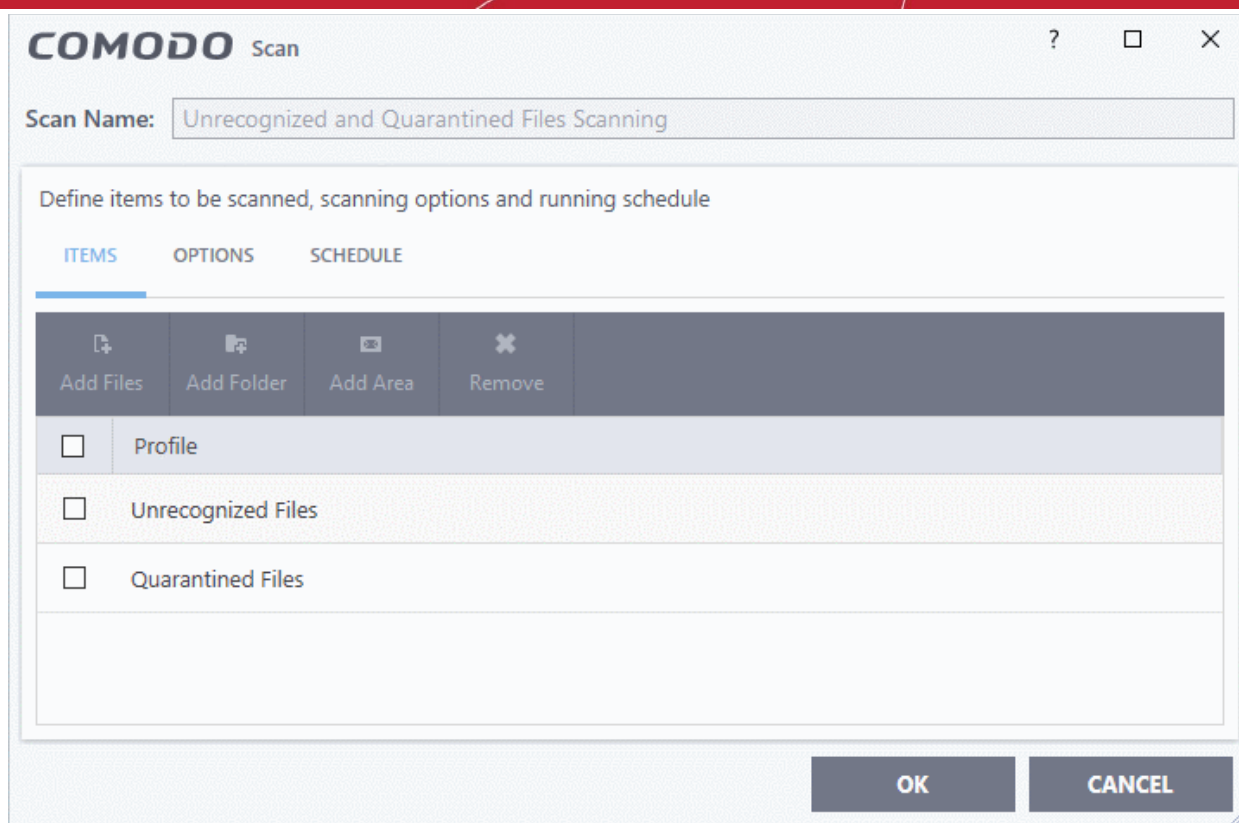 COMODO Scan ?
Scan Name: Unrecognized and Quarantined Files Scanning
Define items to be scanned, scanning options and running schedule
ITEMS OPTIONS SCHEDULE
Add Files Add Folder Add Area Remove
Profile
Unrecognized Files
Quarantined Files
OK CANCEL